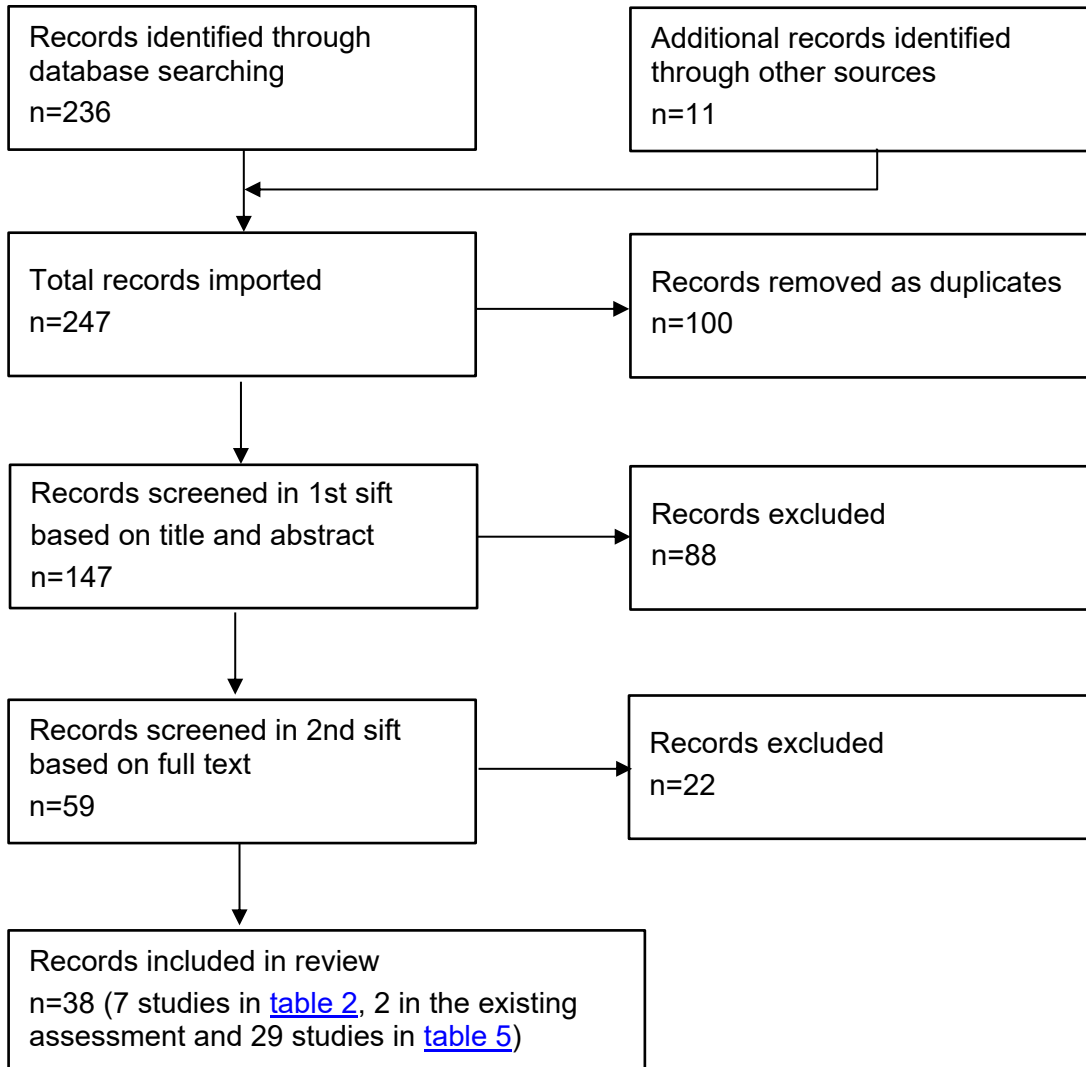 Records identified through
database searching
n=236
Additional records identified
through other sources
n=11
Total records imported
n=247
Records removed as duplicates
n=100
Records screened in 1st sift
based on title and abstract
n=147
Records excluded
n=88
Records screened in 2nd sift
based on full text
n=59
Records excluded
n=22
Records included in review
n=38 (7 studies in table 2, 2 in the existing
assessment and 29 studies in table 5)